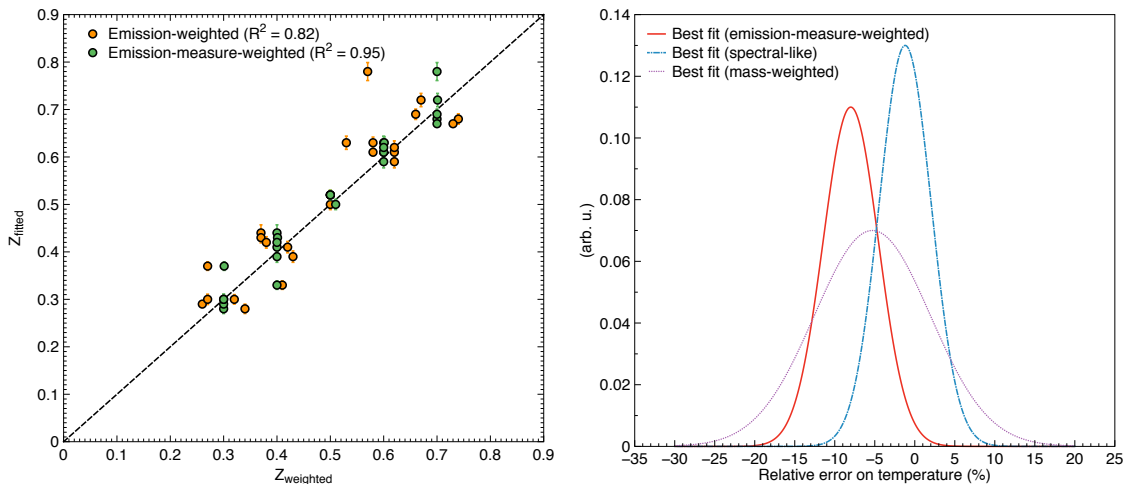 0.9
0.8
0.7
0.6
0.5
0.4
0.3
0.2
0.1
0
Z_fitted
Emission-weighted (R² = 0.82)
Emission-measure-weighted (R² = 0.95)
0 0.1 0.2 0.3 0.4 0.5 0.6 0.7 0.8 0.9
Z_weighted
0.14
0.12
0.10
0.08
0.06
0.04
0.02
0
(arb. u.)
Best fit (emission-measure-weighted)
Best fit (spectral-like)
Best fit (mass-weighted)
−35 −30 −25 −20 −15 −10 −5 0 5 10 15 20 25
Relative error on temperature (%)